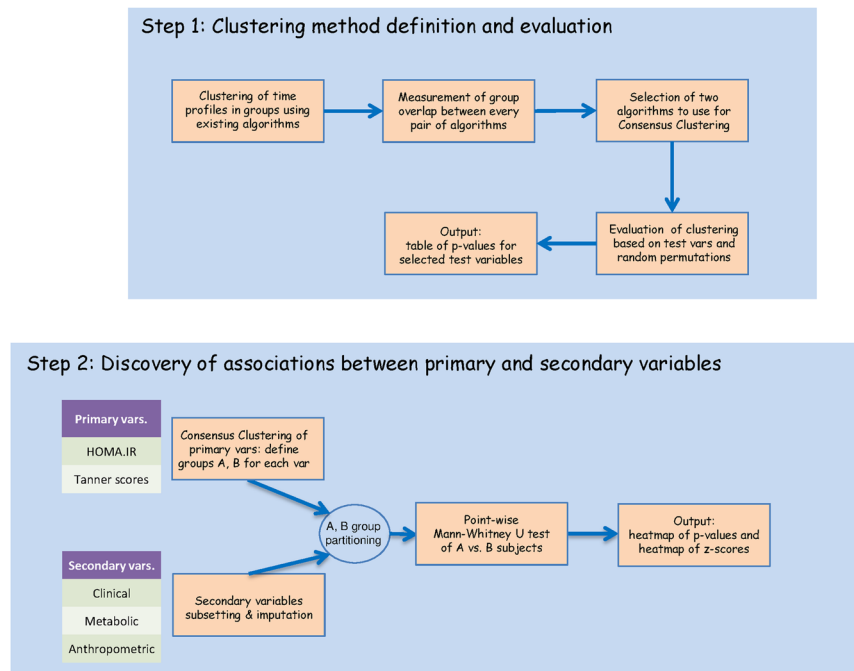 Step 1: Clustering method definition and evaluation
Clustering of time
profiles in groups using
existing algorithms
Measurement of group
overlap between every
pair of algorithms
Selection of two
algorithms to use for
Consensus Clustering
Output:
table of p-values for
selected test variables
Evaluation of clustering
based on test vars and
random permutations
Step 2: Discovery of associations between primary and secondary variables
Primary vars.
HOMA.IR
Tanner scores
Consensus Clustering of
primary vars: define
groups A, B for each var
A, B group
partitioning
Point-wise
Mann-Whitney U test
of A vs. B subjects
Output:
heatmap of p-values and
heatmap of z-scores
Secondary vars.
Clinical
Metabolic
Anthropometric
Secondary variables
subsetting & imputation